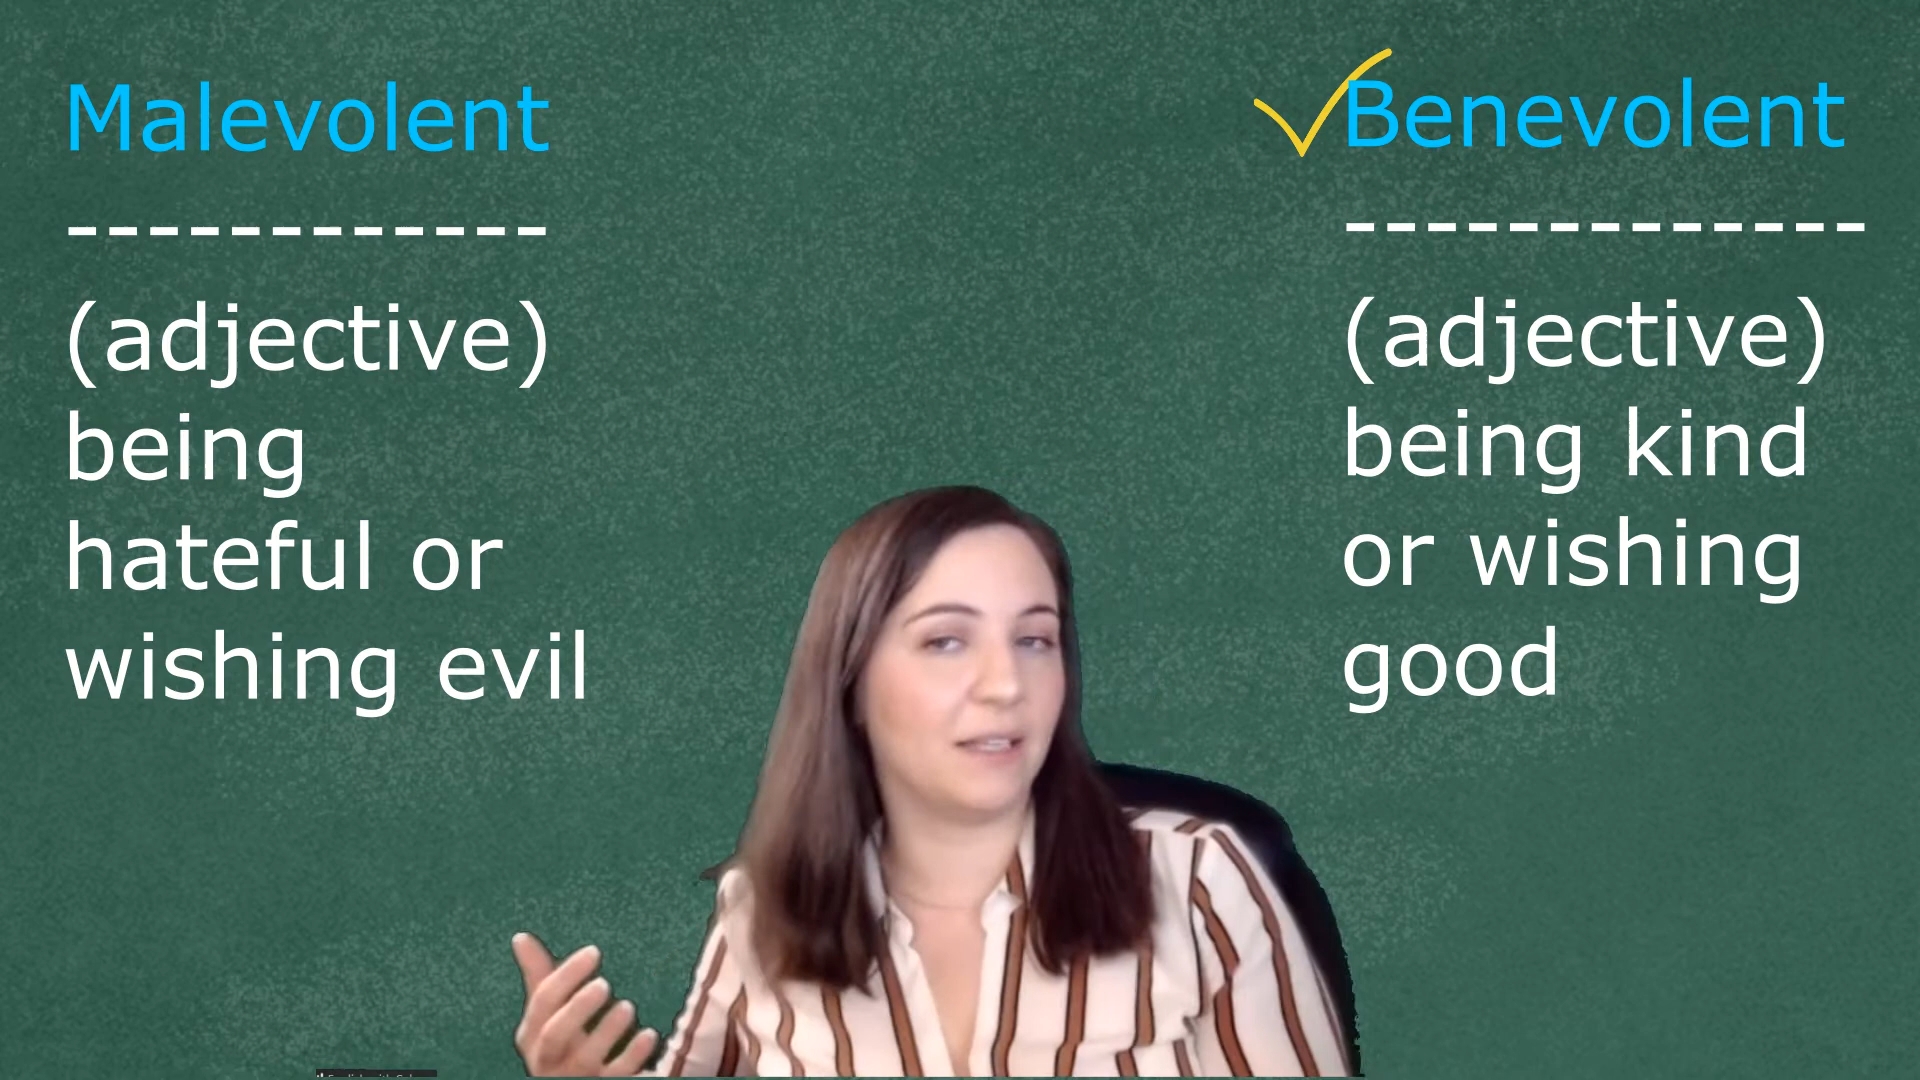 Malevolent
------------
(adjective)
being
hateful or
wishing evil
Benevolent
-------------
(adjective)
being kind
or wishing
good